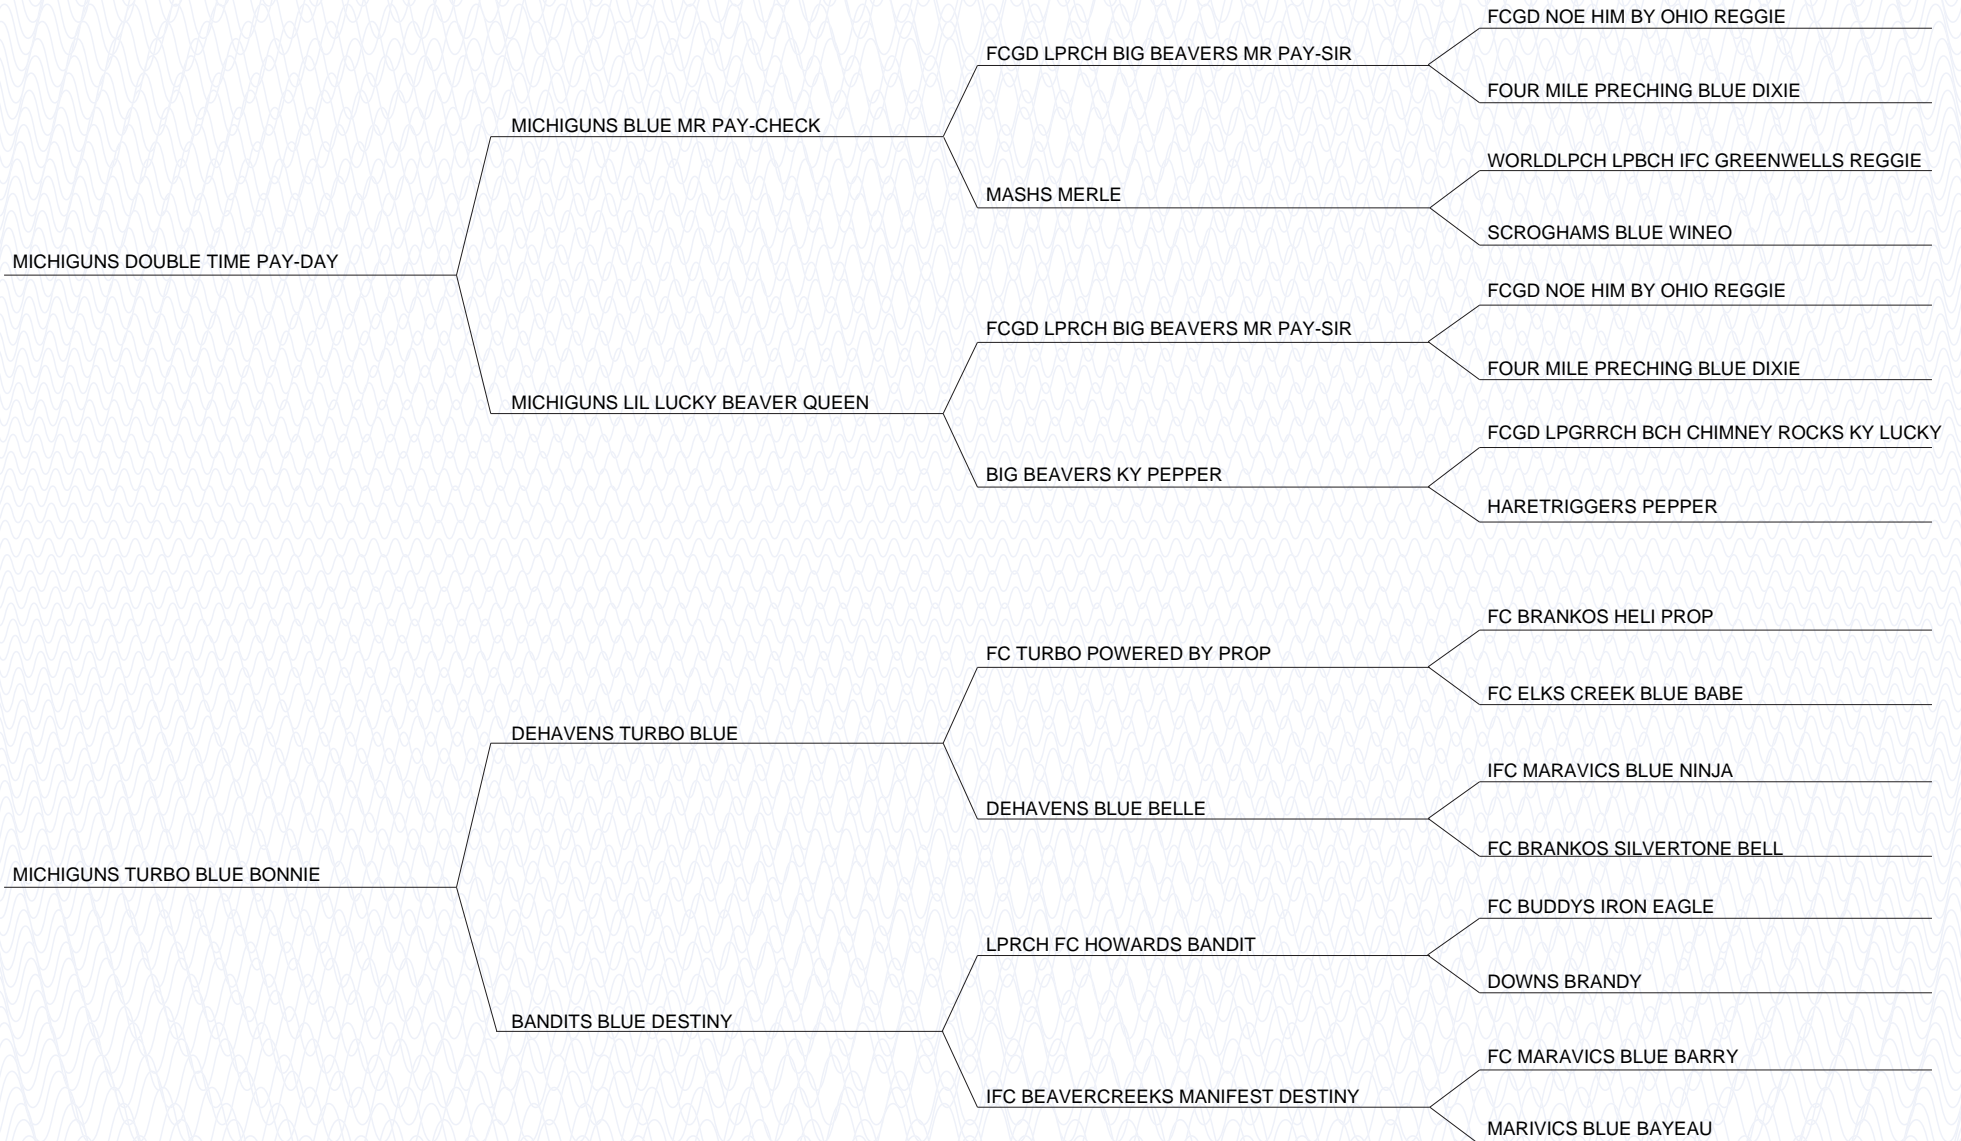 FCGD NOE HIM BY OHIO REGGIE
FCGD LPRCH BIG BEAVERS MR PAY-SIR
FOUR MILE PRECHING BLUE DIXIE
MICHIGUNS BLUE MR PAY-CHECK
WORLDLPCH LPBCH IFC GREENWELLS REGGIE
MASHS MERLE
SCROGHAMS BLUE WINEO
MICHIGUNS DOUBLE TIME PAY-DAY
FCGD NOE HIM BY OHIO REGGIE
FCGD LPRCH BIG BEAVERS MR PAY-SIR
FOUR MILE PRECHING BLUE DIXIE
MICHIGUNS LIL LUCKY BEAVER QUEEN
FCGD LPGRRCH BCH CHIMNEY ROCKS KY LUCKY
BIG BEAVERS KY PEPPER
HARETRIGGERS PEPPER
FC BRANKOS HELI PROP
FC TURBO POWERED BY PROP
FC ELKS CREEK BLUE BABE
DEHAVENS TURBO BLUE
IFC MARAVICS BLUE NINJA
DEHAVENS BLUE BELLE
FC BRANKOS SILVERTONE BELL
MICHIGUNS TURBO BLUE BONNIE
FC BUDDYS IRON EAGLE
LPRCH FC HOWARDS BANDIT
DOWNS BRANDY
BANDITS BLUE DESTINY
FC MARAVICS BLUE BARRY
IFC BEAVERCREEKS MANIFEST DESTINY
MARIVICS BLUE BAYEAU